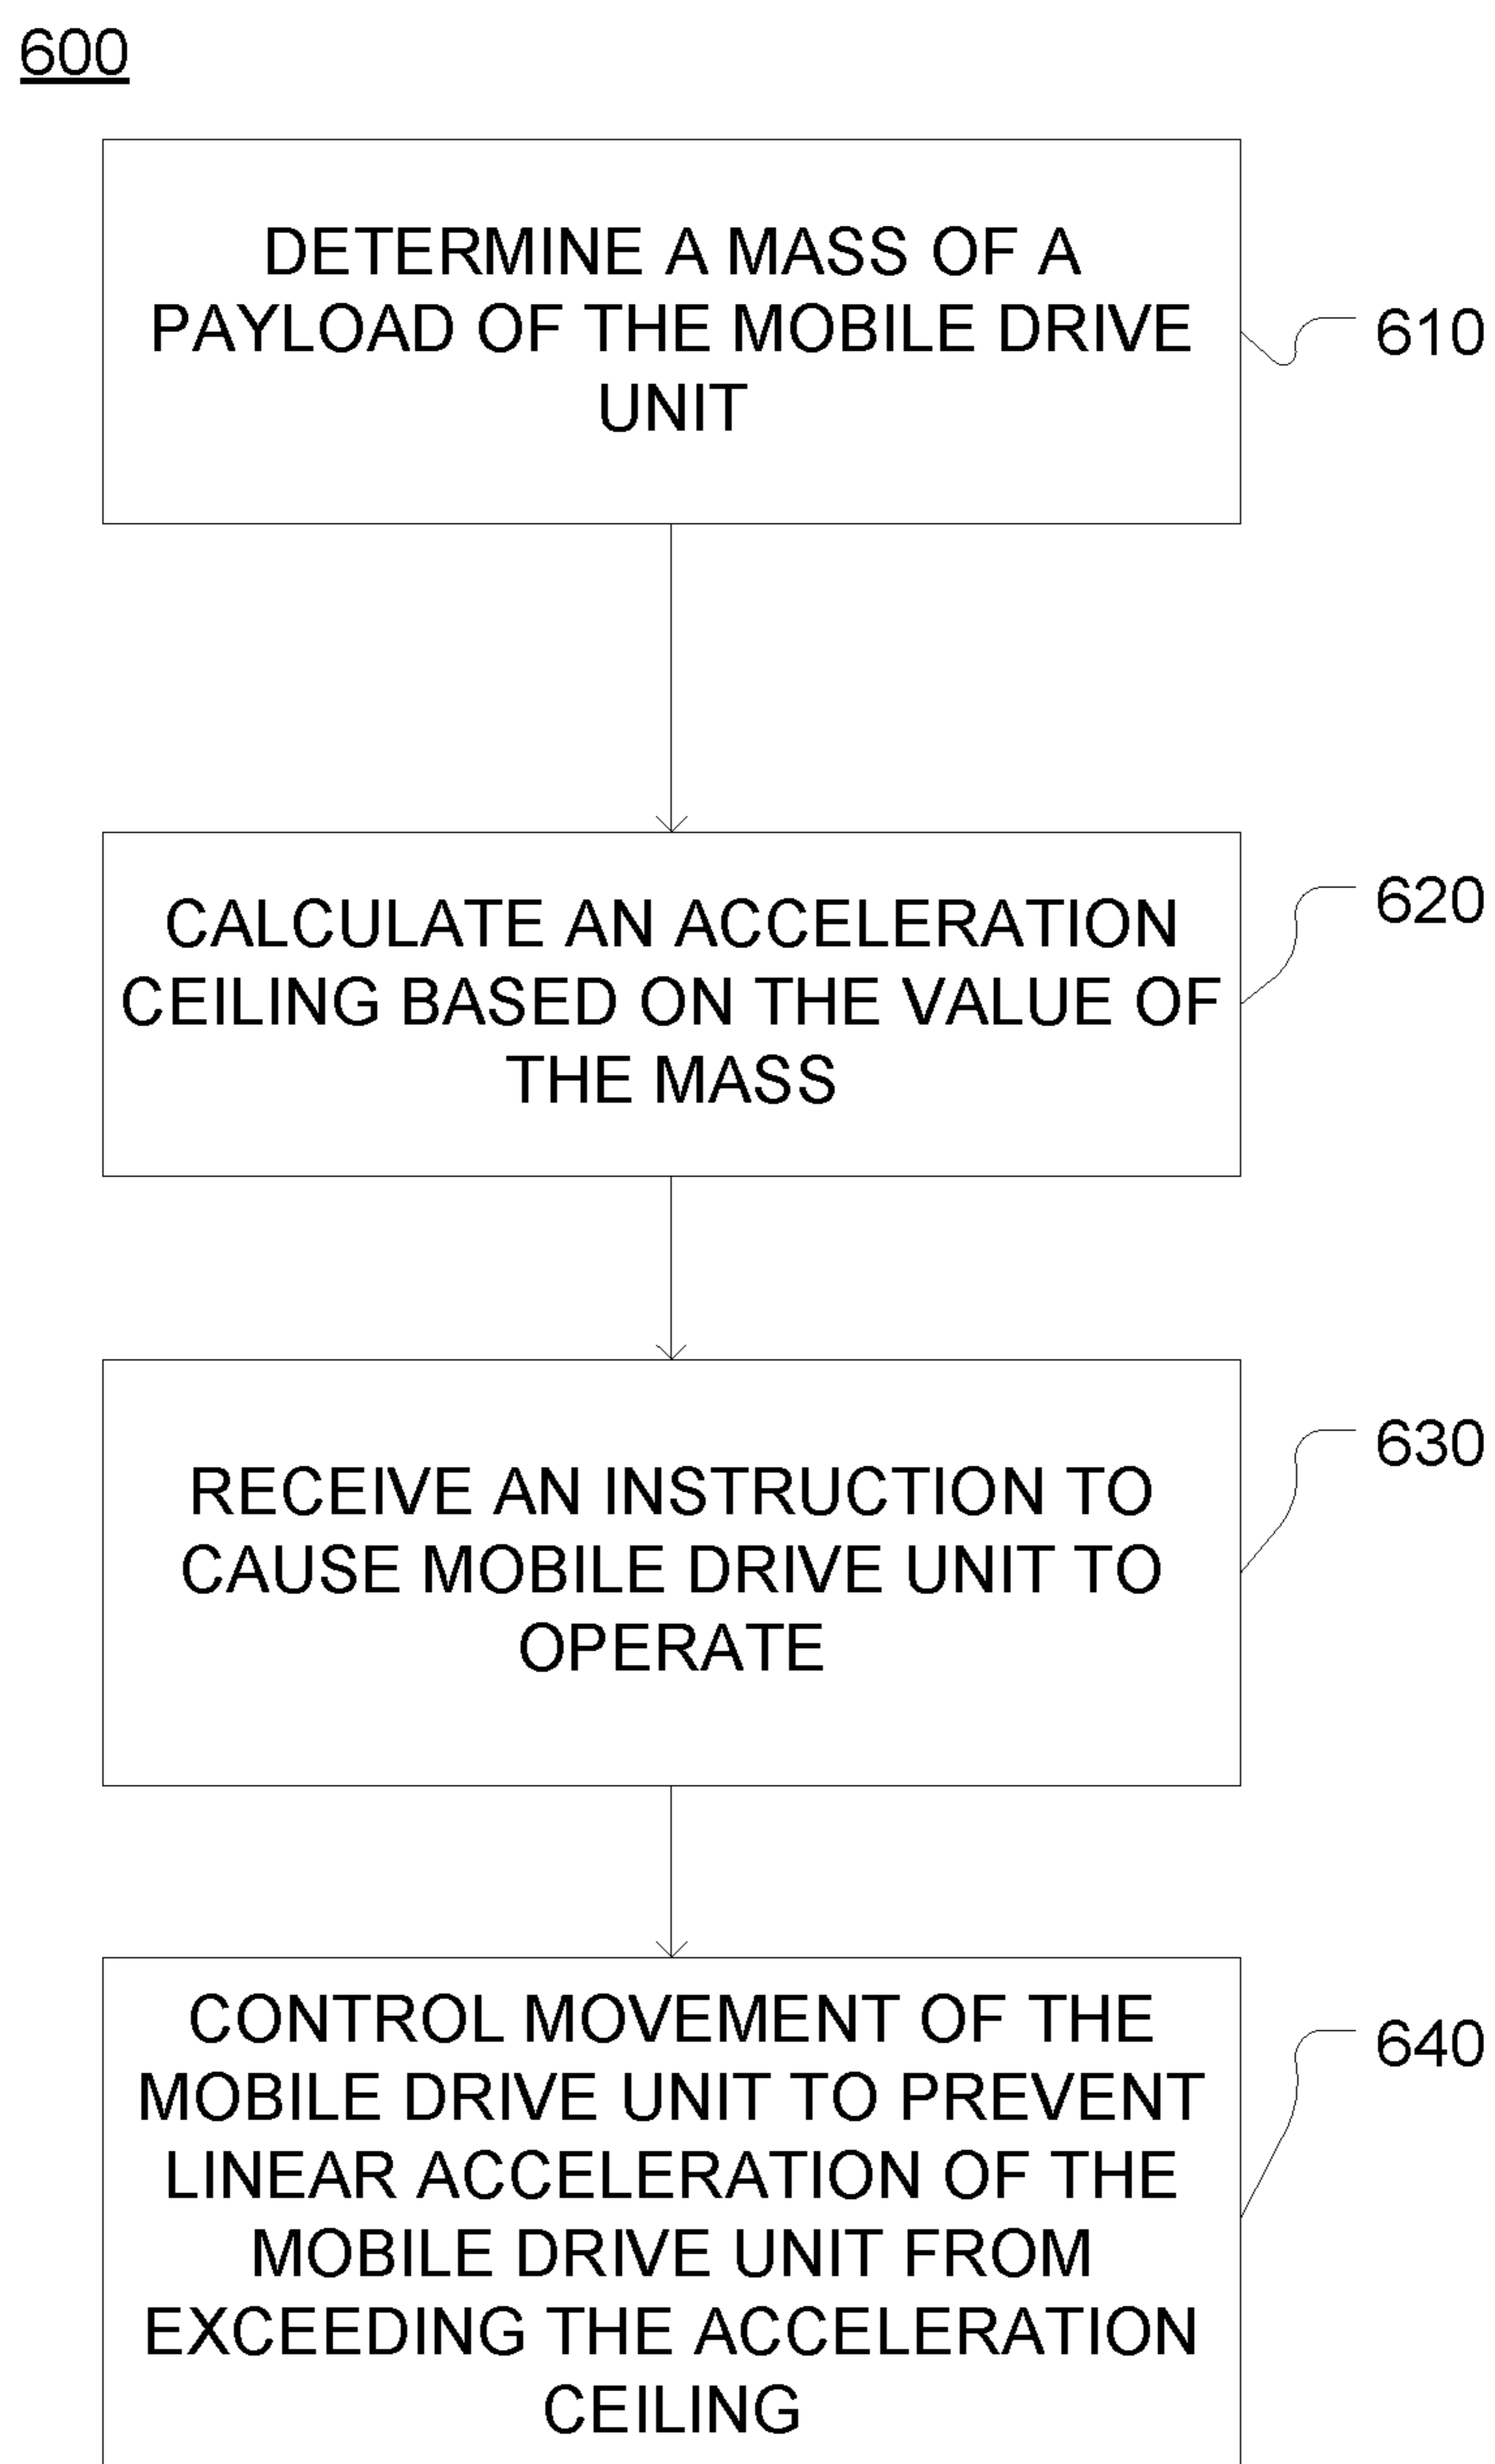 600
DETERMINE A MASS OF A
PAYLOAD OF THE MOBILE DRIVE
UNIT
610
CALCULATE AN ACCELERATION
CEILING BASED ON THE VALUE OF
THE MASS
620
RECEIVE AN INSTRUCTION TO
CAUSE MOBILE DRIVE UNIT TO
OPERATE
630
CONTROL MOVEMENT OF THE
MOBILE DRIVE UNIT TO PREVENT
LINEAR ACCELERATION OF THE
MOBILE DRIVE UNIT FROM
EXCEEDING THE ACCELERATION
CEILING
640